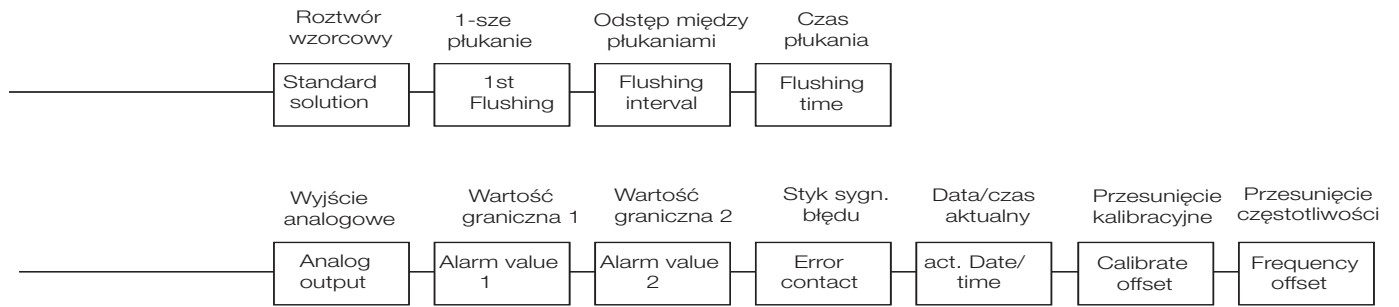 Roztwór
wzorcowy
1-sze
płukanie
Odstęp między
płukaniami
Czas
płukania
Standard
solution
1st
Flushing
Flushing
interval
Flushing
time
Wyjście
analogowe
Wartość
graniczna 1
Wartość
graniczna 2
Styk sygn.
błędu
Data/czas
aktualny
Przesunięcie
kalibracyjne
Przesunięcie
częstotliwości
Analog
output
Alarm value
1
Alarm value
2
Error
contact
act. Date/
time
Calibrate
offset
Frequency
offset